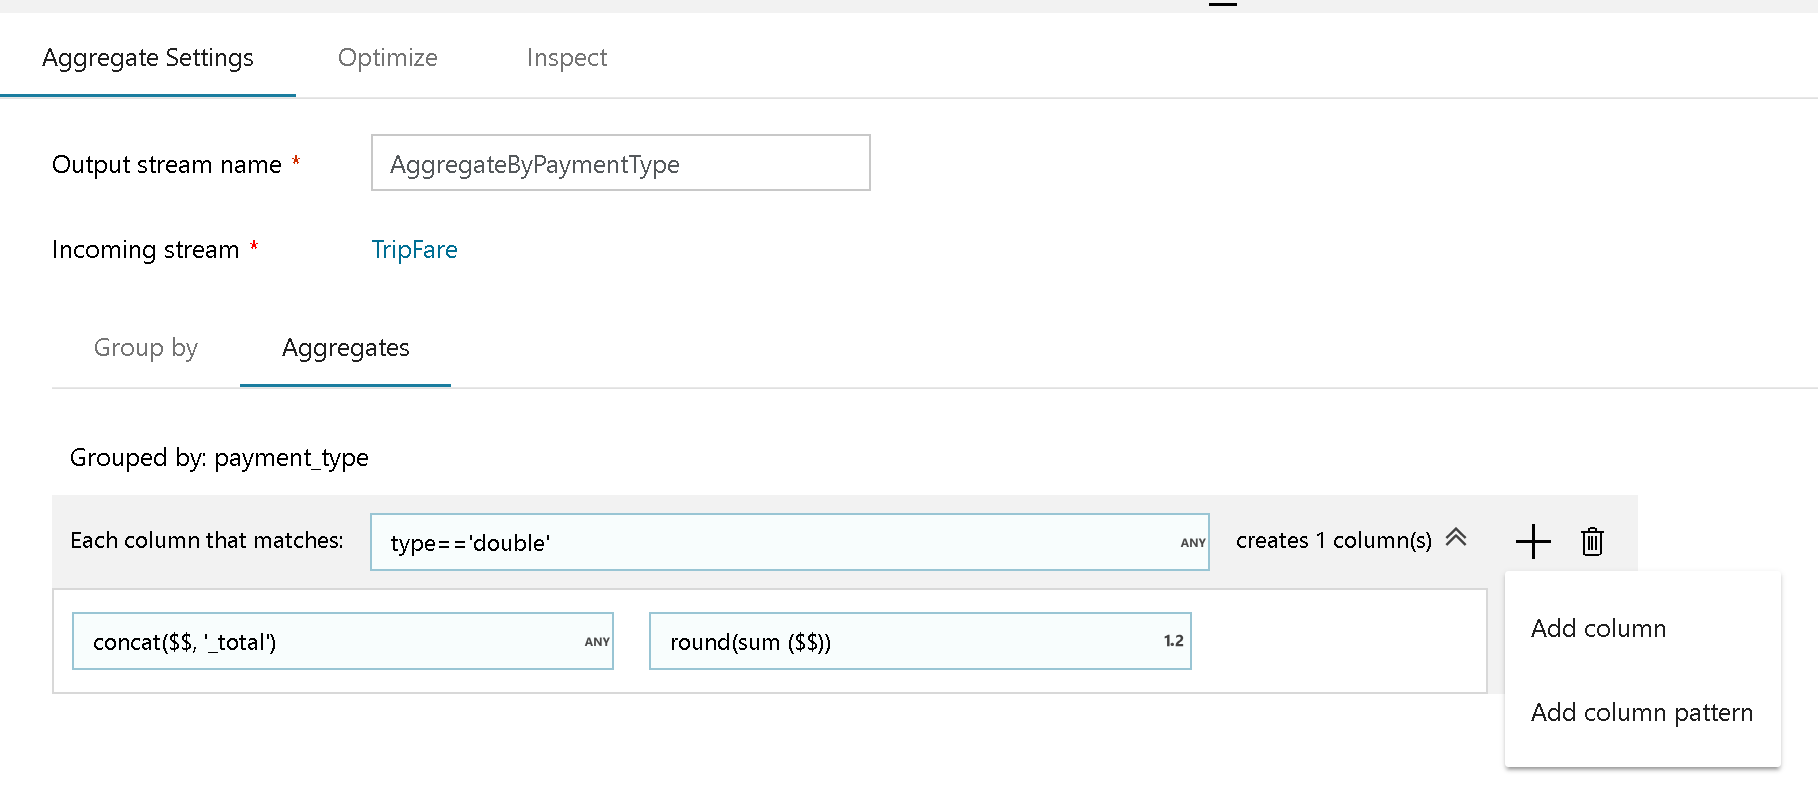 Aggregate Settings Optimize Inspect
Output stream name * AggregateByPaymentType
Incoming stream * TripFare
Group by Aggregates
Grouped by: payment_type
Each column that matches: type=='double' ANY creates 1 column(s)
concat($$, '_total') ANY round(sum ($$)) 1.2
Add column
Add column pattern